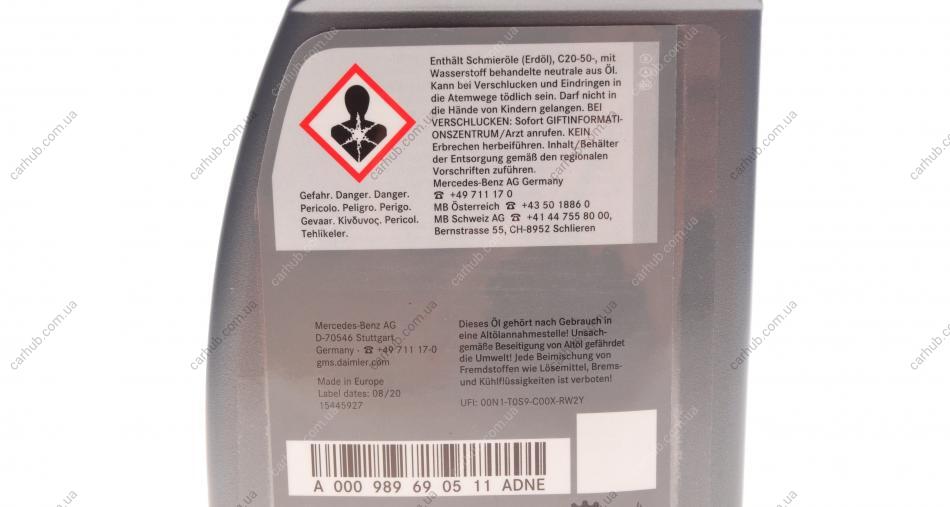 Enthält Schmieröle (Erdöl), C20-50-, mit
Wasserstoff behandelte neutrale aus Öl.
Kann bei Verschlucken und Eindringen in
die Atemwege tödlich sein. Darf nicht in
die Hände von Kindern gelangen. BEI
VERSCHLUCKEN: Sofort GIFTINFORMATI-
ONSZENTRUM/Arzt anrufen. KEIN
Erbrechen herbeiführen. Inhalt/Behälter
der Entsorgung gemäß den regionalen
Vorschriften zuführen.
Mercedes-Benz AG Germany
☎ +49 711 17 0
MB Österreich ☎ +43 50 1886 0
MB Schweiz AG ☎ +41 44 755 80 00,
Bernstrasse 55, CH-8952 Schlieren
Gefahr. Danger. Danger.
Pericolo. Peligro. Perigo.
Gevaar. Κίνδυνος. Pericol.
Tehlikeler.
Mercedes-Benz AG
D-70546 Stuttgart
Germany · ☎ +49 711 17-0
gms.daimler.com
Made in Europe
Label dates: 08/20
15445927
Dieses Öl gehört nach Gebrauch in
eine Altölannahmestelle! Unsach-
gemäße Beseitigung von Altöl gefährdet
die Umwelt! Jede Beimischung von
Fremdstoffen wie Lösemittel, Brems-
und Kühlflüssigkeiten ist verboten!
UFI: 00N1-T0S9-C00X-RW2Y
A 000 989 69 05 11 ADNE
carhub.com.ua